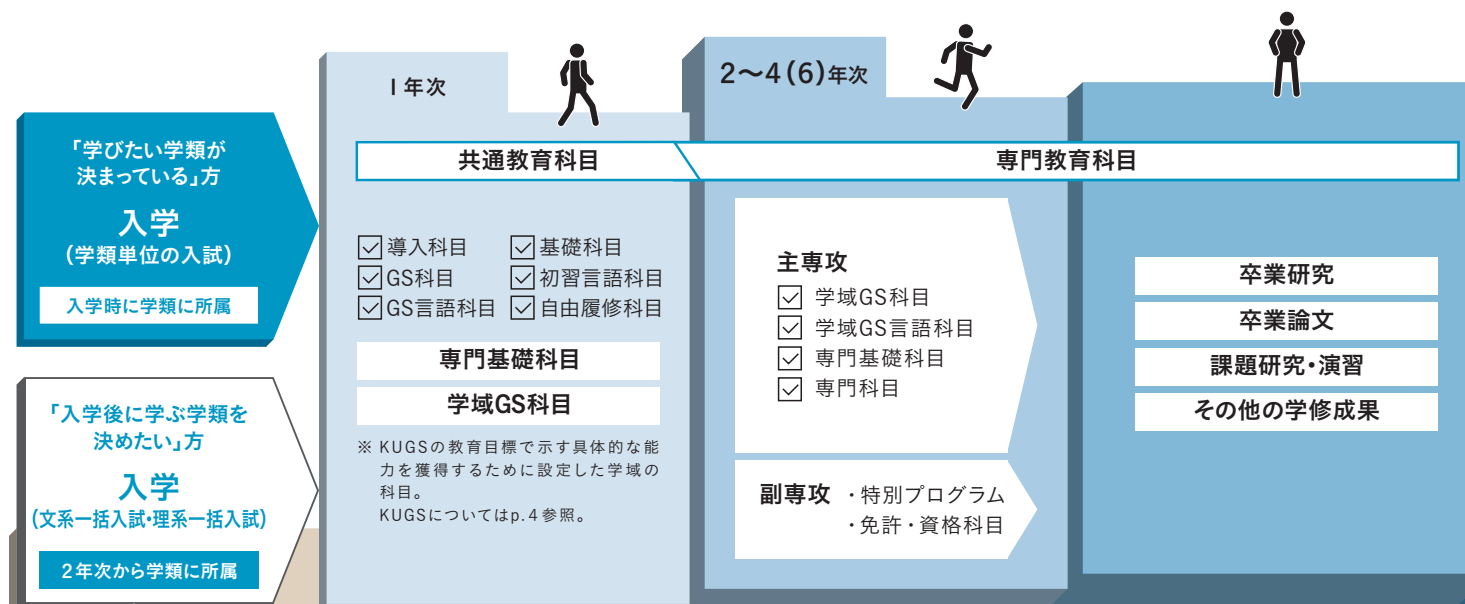 「学びたい学類が
決まっている」方
入学
(学類単位の入試)
入学時に学類に所属
「入学後に学ぶ学類を
決めたい」方
入学
(文系一括入試・理系一括入試)
2年次から学類に所属
1年次
共通教育科目
導入科目
基礎科目
GS科目
初習言語科目
GS言語科目
自由履修科目
専門基礎科目
学域GS科目
※ KUGSの教育目標で示す具体的な能
力を獲得するために設定した学域の
科目。
KUGSについてはp.4参照。
2〜4(6)年次
専門教育科目
主専攻
学域GS科目
学域GS言語科目
専門基礎科目
専門科目
副専攻 ・特別プログラム
・免許・資格科目
卒業研究
卒業論文
課題研究・演習
その他の学修成果